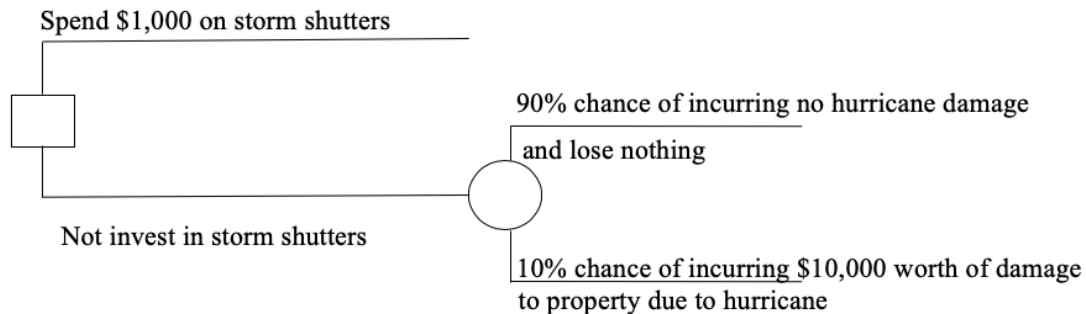 Spend $1,000 on storm shutters
90% chance of incurring no hurricane damage
and lose nothing
Not invest in storm shutters
10% chance of incurring $10,000 worth of damage
to property due to hurricane